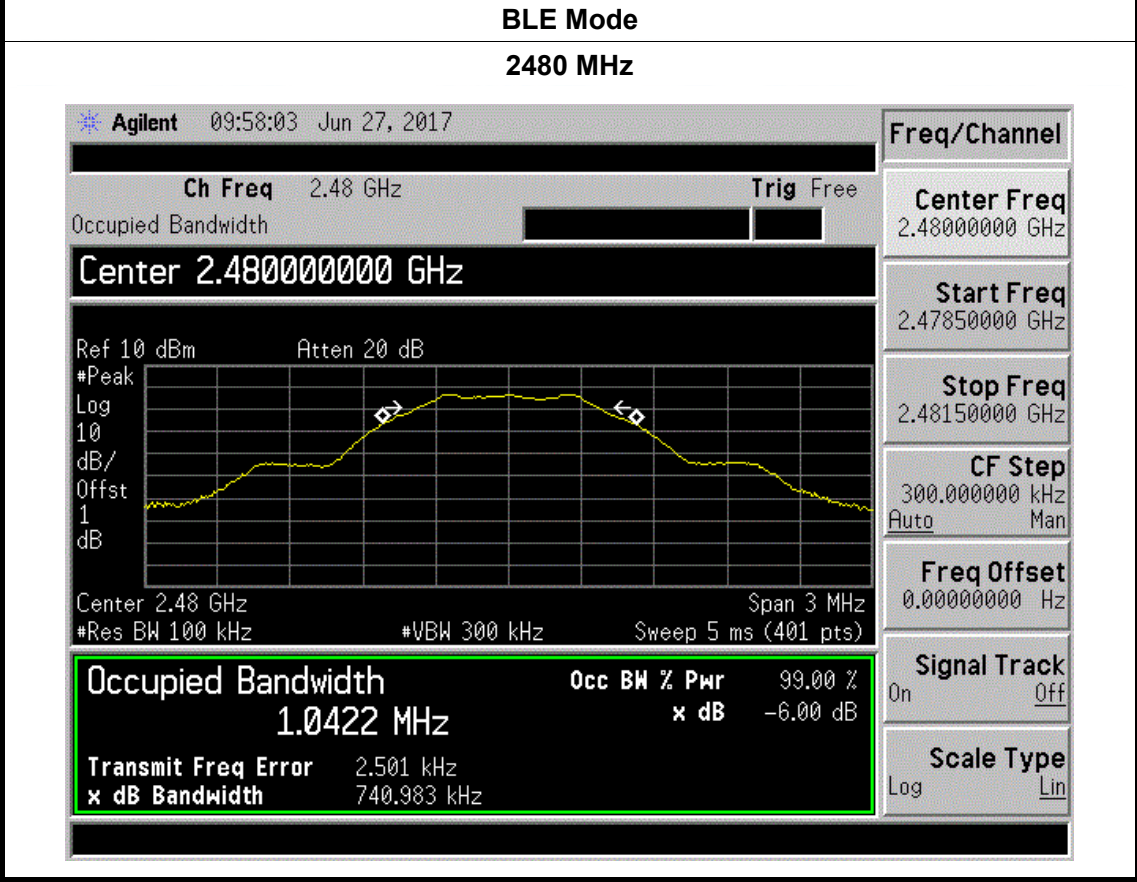 BLE Mode
2480 MHz
Agilent 09:58:03 Jun 27, 2017
Ch Freq 2.48 GHz Trig Free
Occupied Bandwidth
Center 2.480000000 GHz
Ref 10 dBm Atten 20 dB
#Peak
Log
10
dB/
Offst
1
dB
Center 2.48 GHz Span 3 MHz
#Res BW 100 kHz #VBW 300 kHz Sweep 5 ms (401 pts)
Occupied Bandwidth Occ BW % Pwr 99.00 %
1.0422 MHz x dB -6.00 dB
Transmit Freq Error 2.501 kHz
x dB Bandwidth 740.983 kHz
Freq/Channel
Center Freq
2.48000000 GHz
Start Freq
2.47850000 GHz
Stop Freq
2.48150000 GHz
CF Step
300.000000 kHz
Auto Man
Freq Offset
0.00000000 Hz
Signal Track
On Off
Scale Type
Log Lin